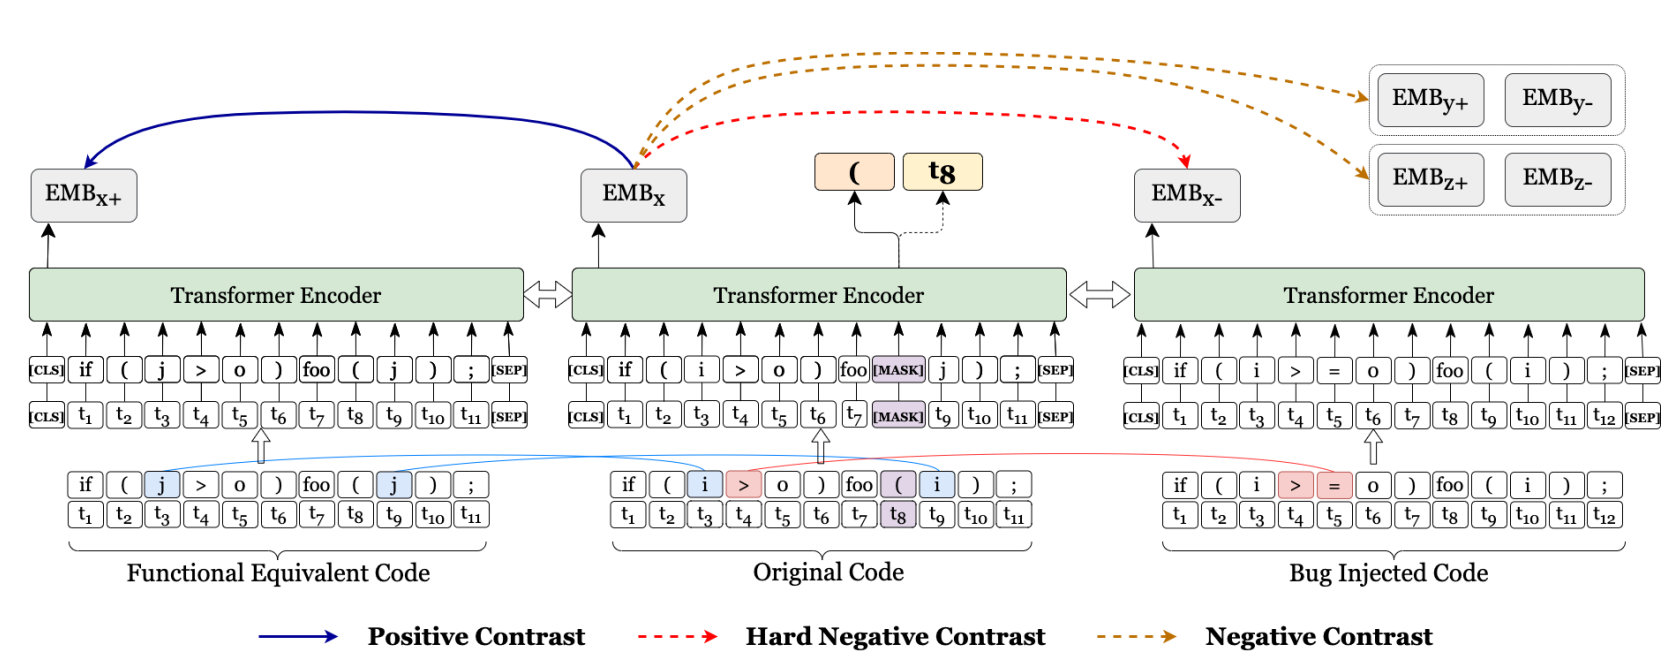 EMBy+ EMBy-
( t8 EMBz+ EMBz-
EMBx+ EMBx EMBx-
Transformer Encoder Transformer Encoder Transformer Encoder
[CLS] if ( j > 0 ) foo ( j ) ; [SEP] [CLS] if ( i > 0 ) foo [MASK] j ) ; [SEP] [CLS] if ( i > = 0 ) foo ( i ) ; [SEP]
[CLS] t1 t2 t3 t4 t5 t6 t7 t8 t9 t10 t11 [SEP] [CLS] t1 t2 t3 t4 t5 t6 t7 [MASK] t9 t10 t11 [SEP] [CLS] t1 t2 t3 t4 t5 t6 t7 t8 t9 t10 t11 t12 [SEP]
if ( j > 0 ) foo ( j ) ; if ( i > 0 ) foo ( i ) ; if ( i > = 0 ) foo ( i ) ;
t1 t2 t3 t4 t5 t6 t7 t8 t9 t10 t11 t1 t2 t3 t4 t5 t6 t7 t8 t9 t10 t11 t1 t2 t3 t4 t5 t6 t7 t8 t9 t10 t11 t12
Functional Equivalent Code Original Code Bug Injected Code
Positive Contrast Hard Negative Contrast Negative Contrast